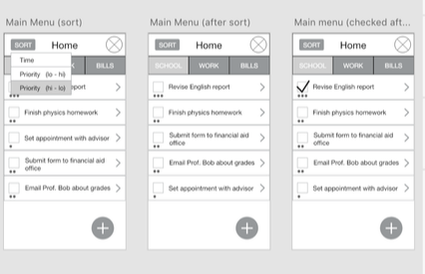 Main Menu (sort)
SORT Home
Time
Priority (lo - hi)
Priority (hi - lo)
K BILLS
port
Finish physics homework
Set appointment with advisor
Submit form to financial aid
office
Email Prof. Bob about grades
Main Menu (after sort)
SORT Home
SCHOOL WORK BILLS
Revise English report
Finish physics homework
Submit form to financial aid
office
Email Prof. Bob about grades
Set appointment with advisor
Main menu (checked aft...
SORT Home
SCHOOL WORK BILLS
Revise English report
Finish physics homework
Submit form to financial aid
office
Email Prof. Bob about grades
Set appointment with advisor